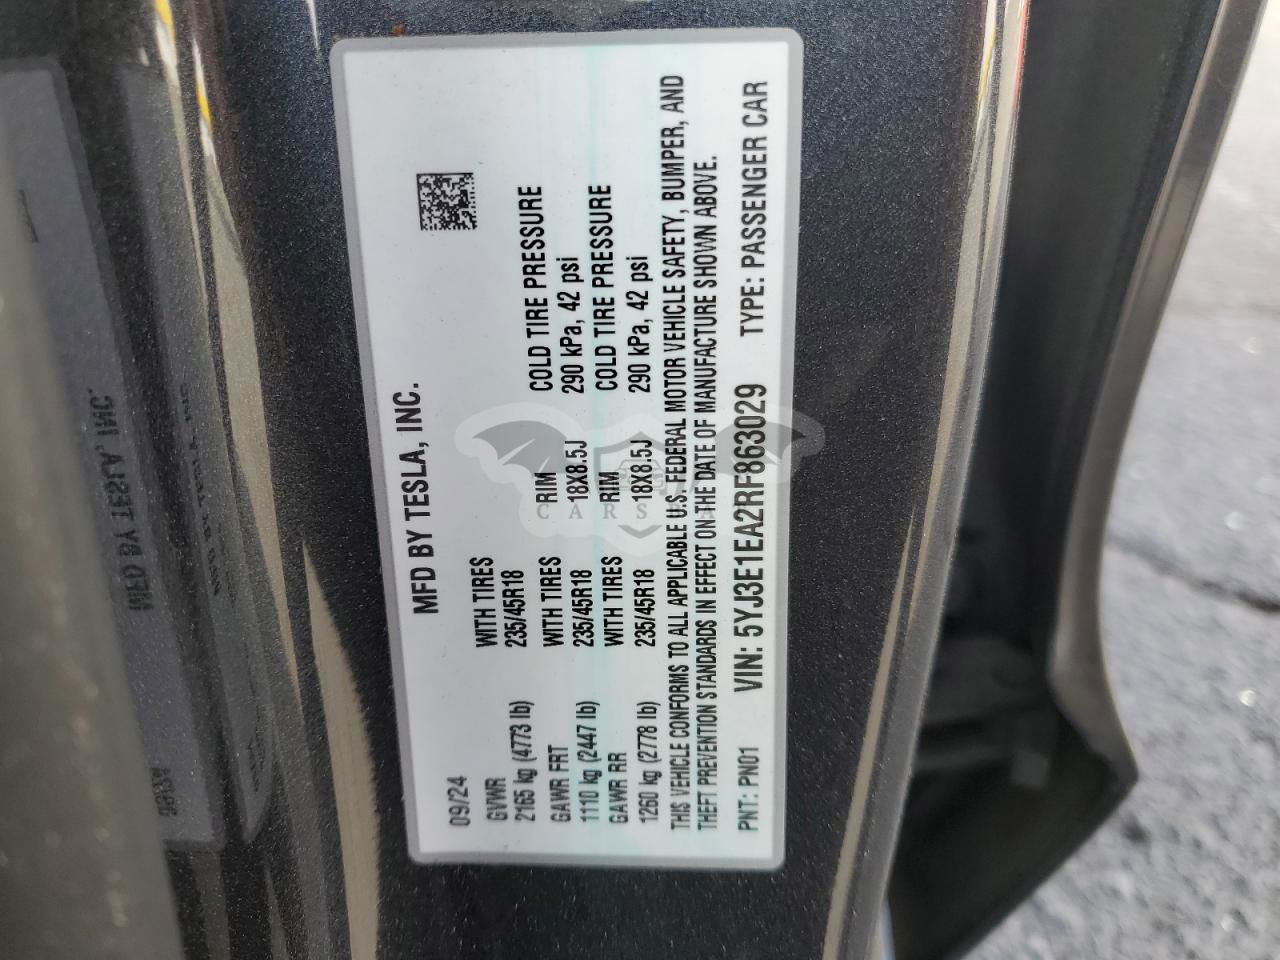 MFD BY TESLA, INC.
09/24
GVWR WITH TIRES RIM COLD TIRE PRESSURE
2165 kg (4773 lb) 235/45R18 18X8.5J 290 kPa, 42 psi
GAWR FRT WITH TIRES RIM COLD TIRE PRESSURE
1110 kg (2447 lb) 235/45R18 18X8.5J 290 kPa, 42 psi
GAWR RR WITH TIRES
1260 kg (2778 lb) 235/45R18
THIS VEHICLE CONFORMS TO ALL APPLICABLE U.S. FEDERAL MOTOR VEHICLE SAFETY, BUMPER, AND
THEFT PREVENTION STANDARDS IN EFFECT ON THE DATE OF MANUFACTURE SHOWN ABOVE.
PNT: PN01 VIN: 5YJ3E1EA2RF863029 TYPE: PASSENGER CAR
MFD BY TESLA, INC.